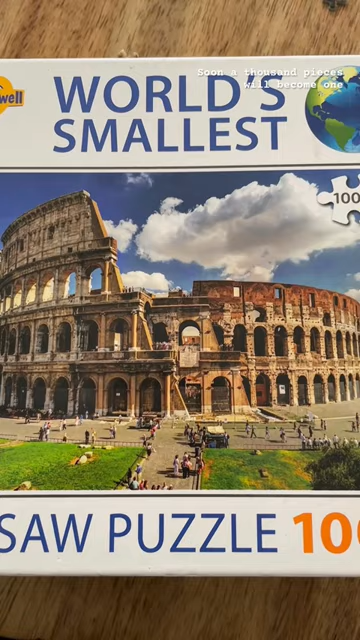 Soon a thousand pieces
will become one
well
WORLD'S
SMALLEST
100
SAW PUZZLE 100